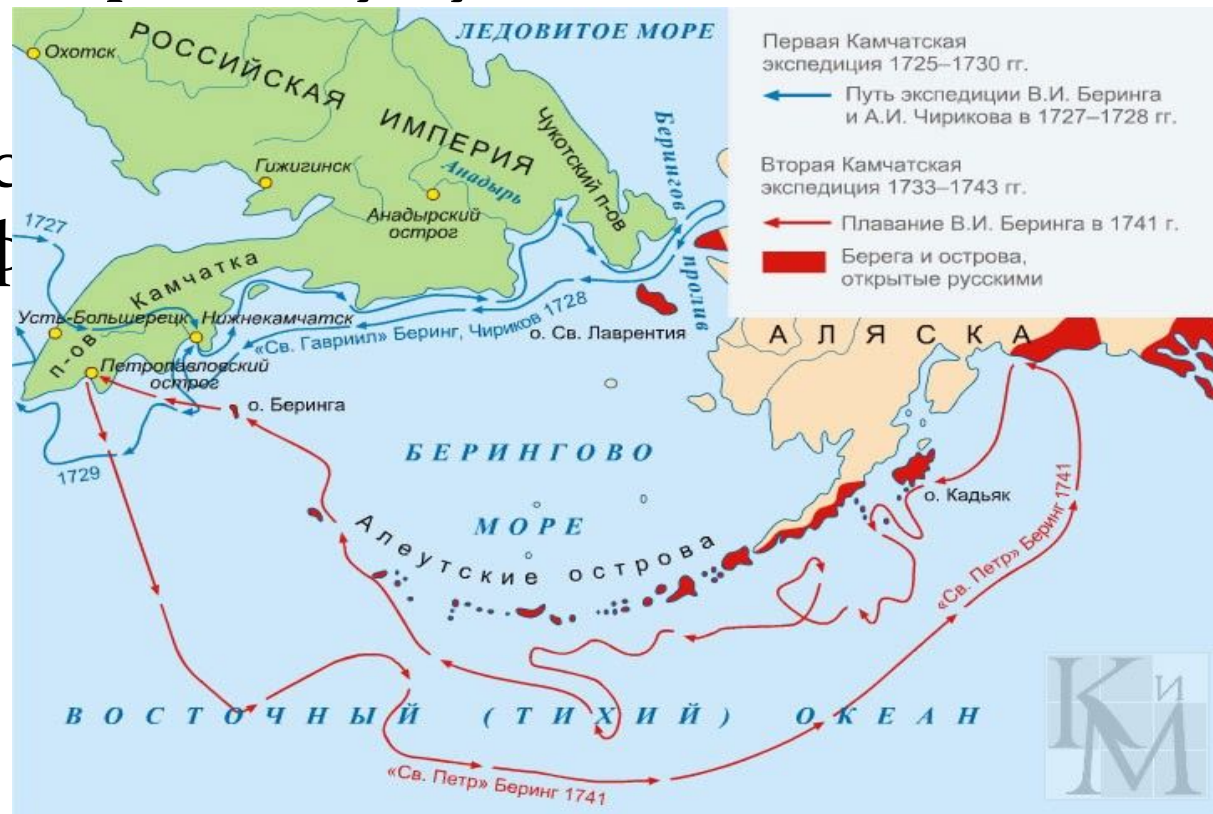 ЛЕДОВИТОЕ МОРЕ
Охотск
РОССИЙСКАЯ ИМПЕРИЯ
Чукотский п-ов
Берингов пролив
Первая Камчатская
экспедиция 1725–1730 гг.
Путь экспедиции В.И. Беринга
и А.И. Чирикова в 1727–1728 гг.
Вторая Камчатская
экспедиция 1733–1743 гг.
Плавание В.И. Беринга в 1741 г.
Берега и острова,
открытые русскими
Гижигинск
Анадырь
Анадырский
острог
1727
п-ов Камчатка
Усть-Большерецк
Нижнекамчатск
«Св. Гавриил» Беринг, Чириков 1728
о. Св. Лаврентия
АЛЯСКА
Петропавловский
острог
о. Беринга
1729
БЕРИНГОВО
МОРЕ
о. Кадьяк
Алеутские острова
«Св. Петр» Беринг 1741
ВОСТОЧНЫЙ (ТИХИЙ) ОКЕАН
«Св. Петр» Беринг 1741
КИМ